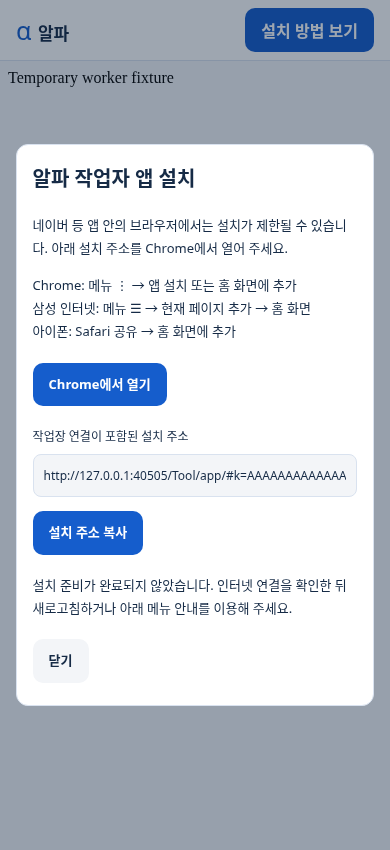 α 알파
설치 방법 보기
Temporary worker fixture
알파 작업자 앱 설치
네이버 등 앱 안의 브라우저에서는 설치가 제한될 수 있습니
다. 아래 설치 주소를 Chrome에서 열어 주세요.
Chrome: 메뉴 ⋮ → 앱 설치 또는 홈 화면에 추가
삼성 인터넷: 메뉴 ☰ → 현재 페이지 추가 → 홈 화면
아이폰: Safari 공유 → 홈 화면에 추가
Chrome에서 열기
작업장 연결이 포함된 설치 주소
http://127.0.0.1:40505/Tool/app/#k=AAAAAAAAAAAAA
설치 주소 복사
설치 준비가 완료되지 않았습니다. 인터넷 연결을 확인한 뒤
새로고침하거나 아래 메뉴 안내를 이용해 주세요.
닫기